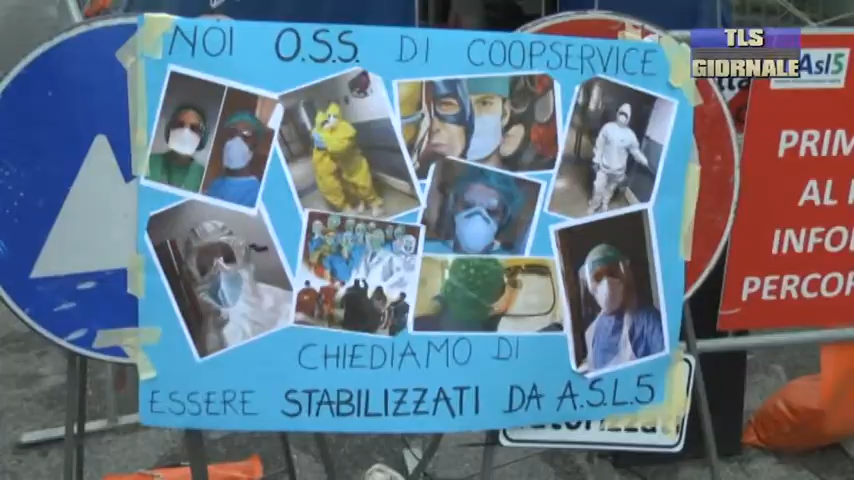 NOI O.S.S. DI COOPSERVICE
CHIEDIAMO DI
ESSERE STABILIZZATI DA A.S.L.5
TLS
GIORNALE
Asl5
PRIM
AL
INFO
PERCOR